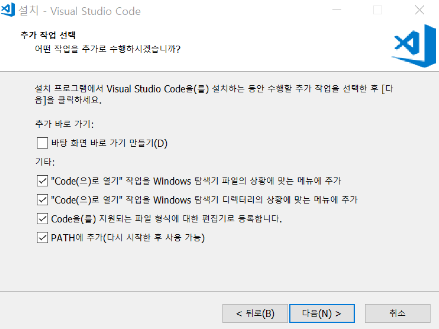 설치 - Visual Studio Code
추가 작업 선택
어떤 작업을 추가로 수행하시겠습니까?
설치 프로그램에서 Visual Studio Code을(를) 설치하는 동안 수행할 추가 작업을 선택한 후 [다
음]을 클릭하세요.
추가 바로 가기:
바탕 화면 바로 가기 만들기(D)
기타:
"Code(으)로 열기" 작업을 Windows 탐색기 파일의 상황에 맞는 메뉴에 추가
"Code(으)로 열기" 작업을 Windows 탐색기 디렉터리의 상황에 맞는 메뉴에 추가
Code을(를) 지원되는 파일 형식에 대한 편집기로 등록합니다.
PATH에 추가(다시 시작한 후 사용 가능)
< 뒤로(B)
다음(N) >
취소